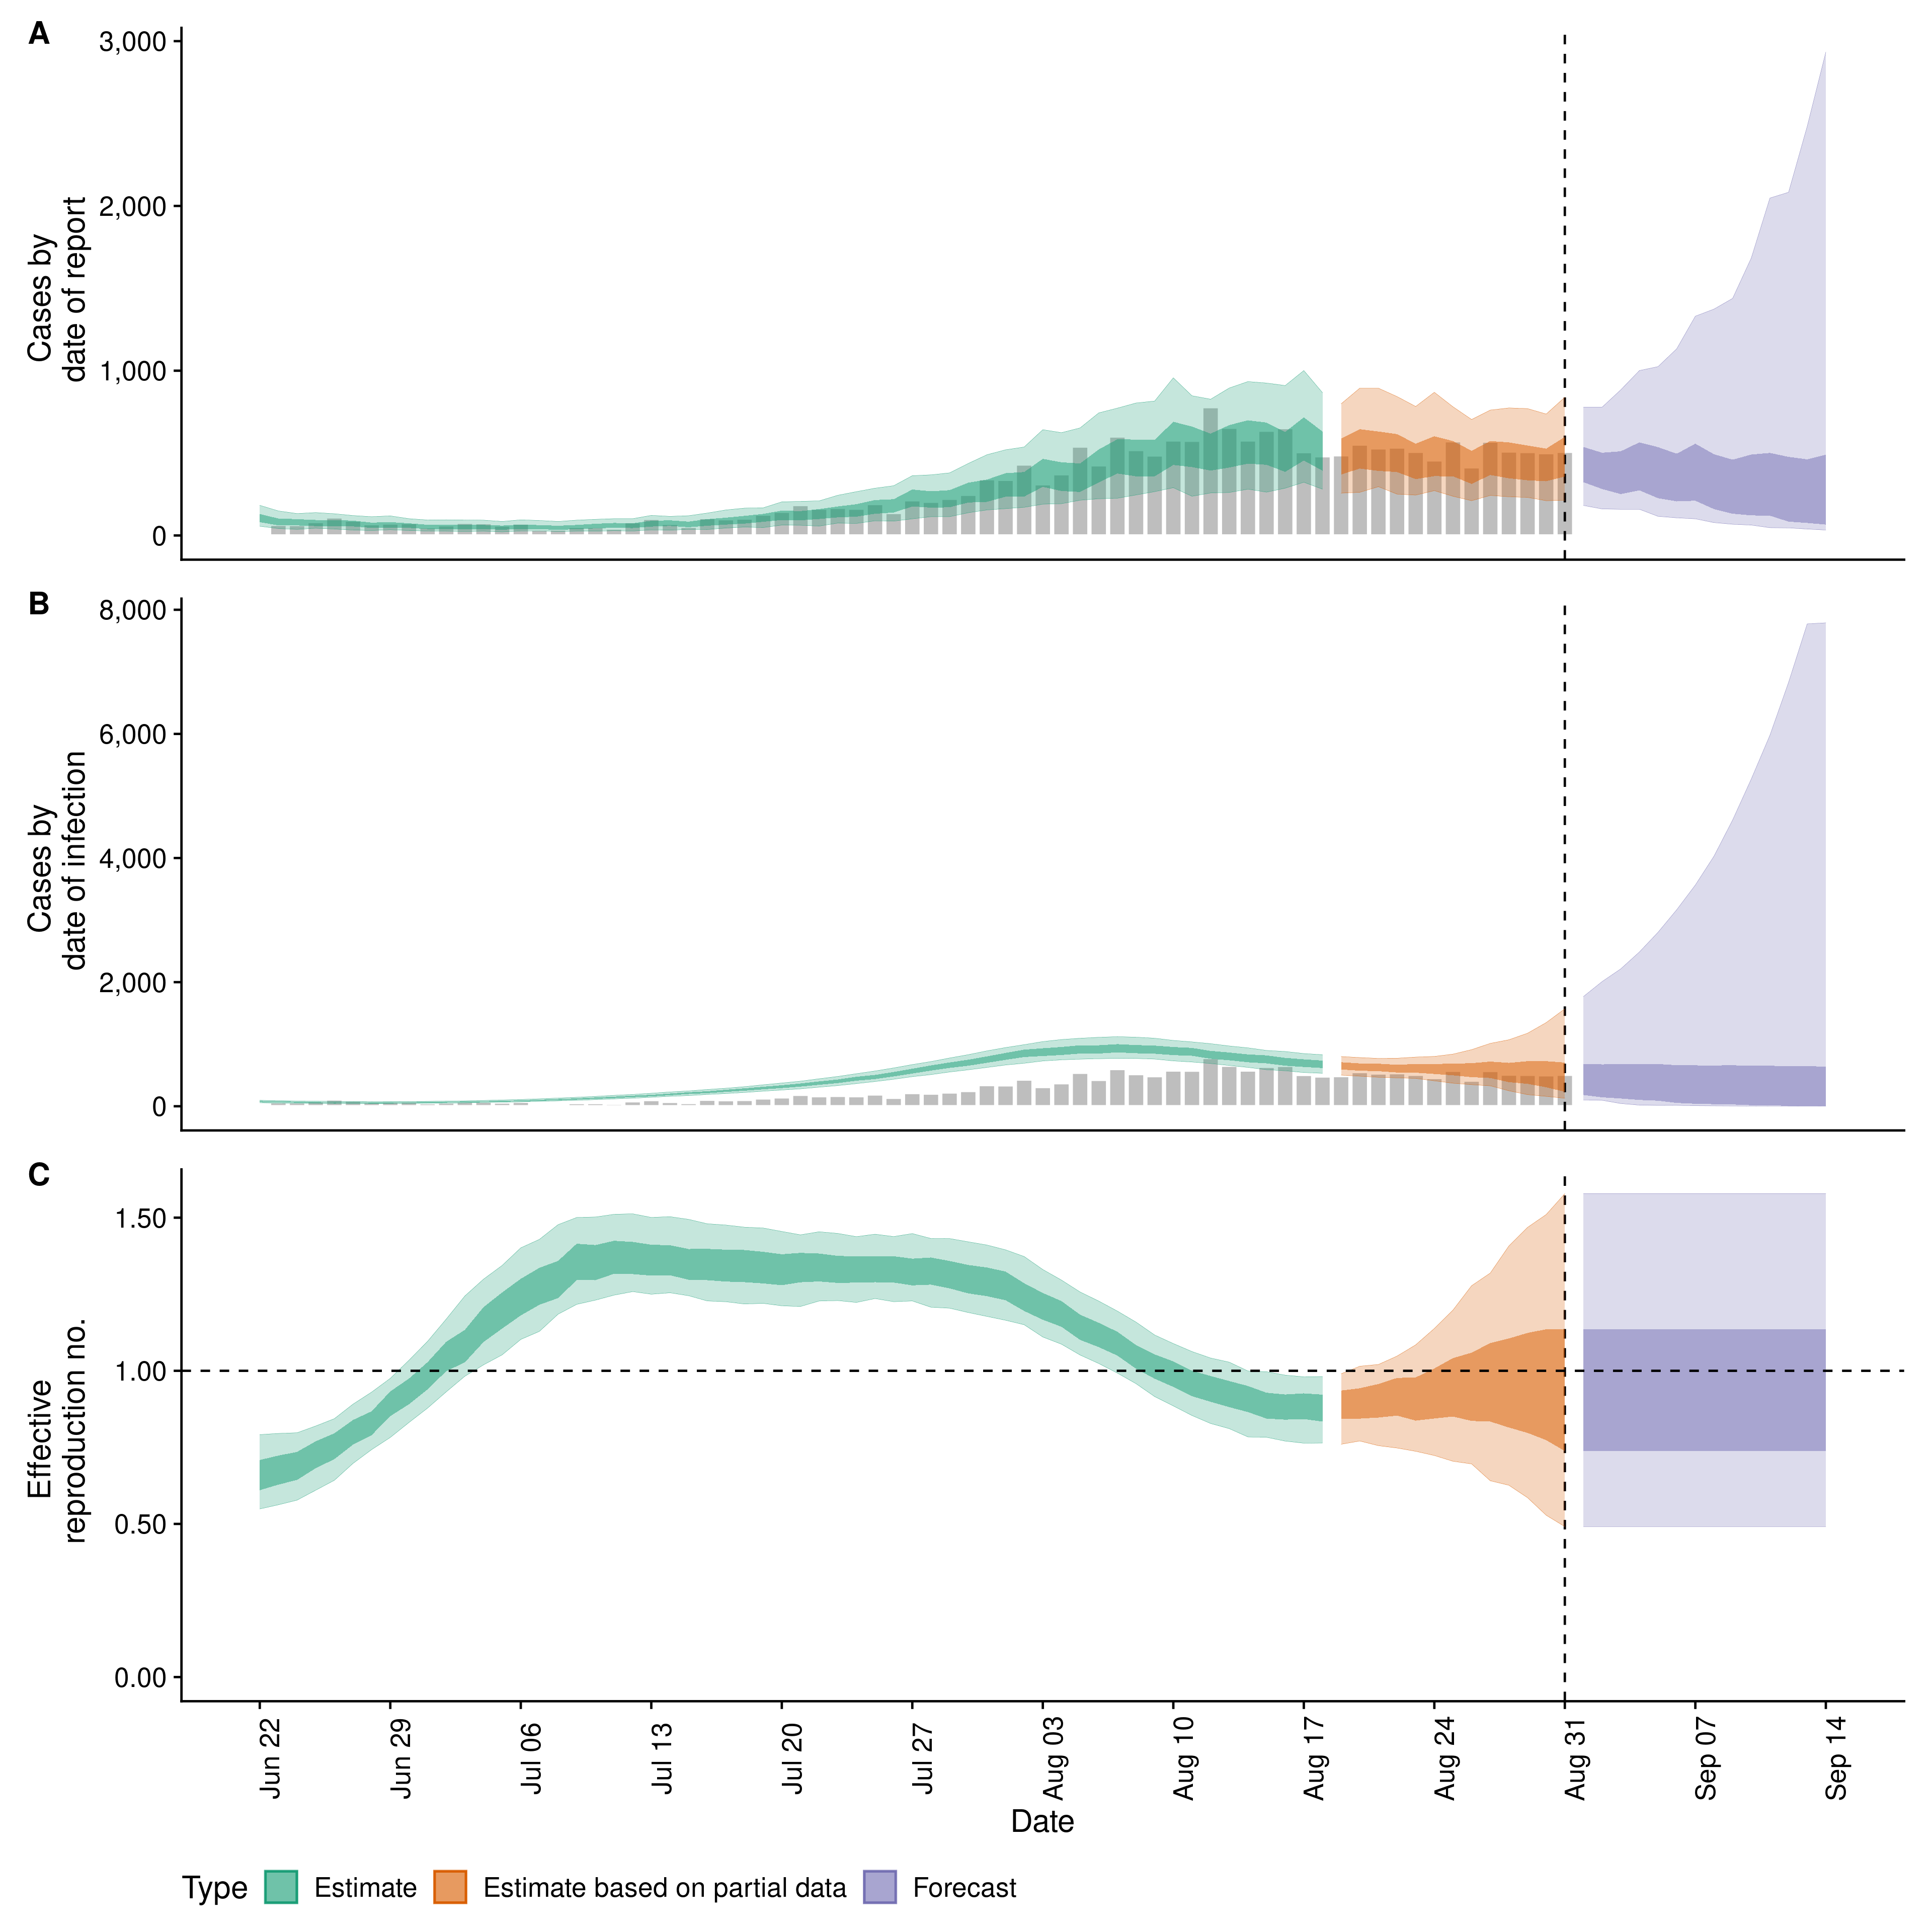 A
3,000
2,000
1,000
0
Cases by
date of report
B
8,000
6,000
4,000
2,000
0
Cases by
date of infection
C
1.50
1.00
0.50
0.00
Effective
reproduction no.
Jun 22
Jun 29
Jul 06
Jul 13
Jul 20
Jul 27
Aug 03
Aug 10
Aug 17
Aug 24
Aug 31
Sep 07
Sep 14
Date
Type Estimate Estimate based on partial data Forecast